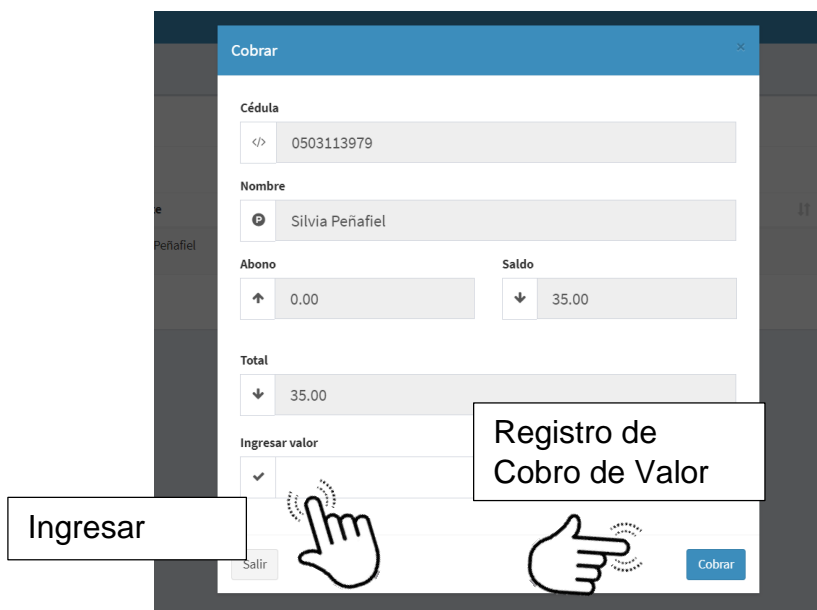 Cobrar
×
Cédula
</> 0503113979
Nombre
Silvia Peñafiel
Peñafiel
Abono Saldo
0.00 35.00
Total
35.00
Registro de
Cobro de Valor
Ingresar valor
Ingresar
Salir Cobrar